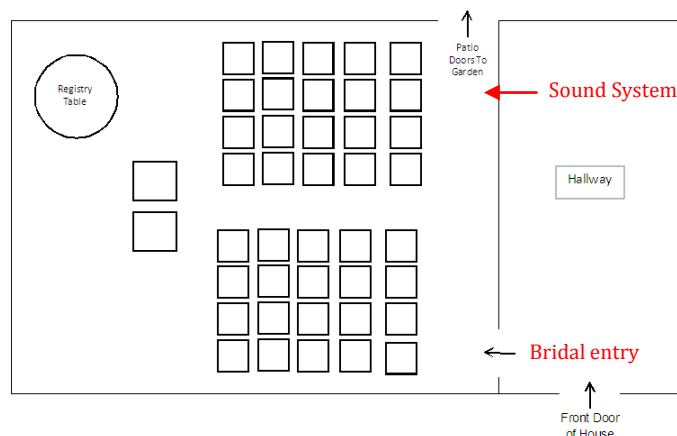 Patio
Doors To
Garden
Registry
Table
Sound System
Hallway
Bridal entry
Front Door
of House